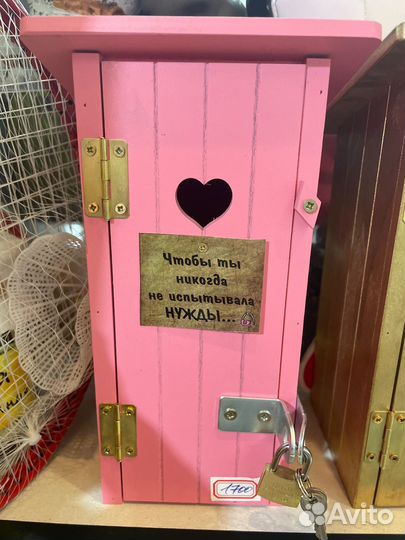 Чтобы ты
никогда
не испытывала
НУЖДЫ...
1700
Avito